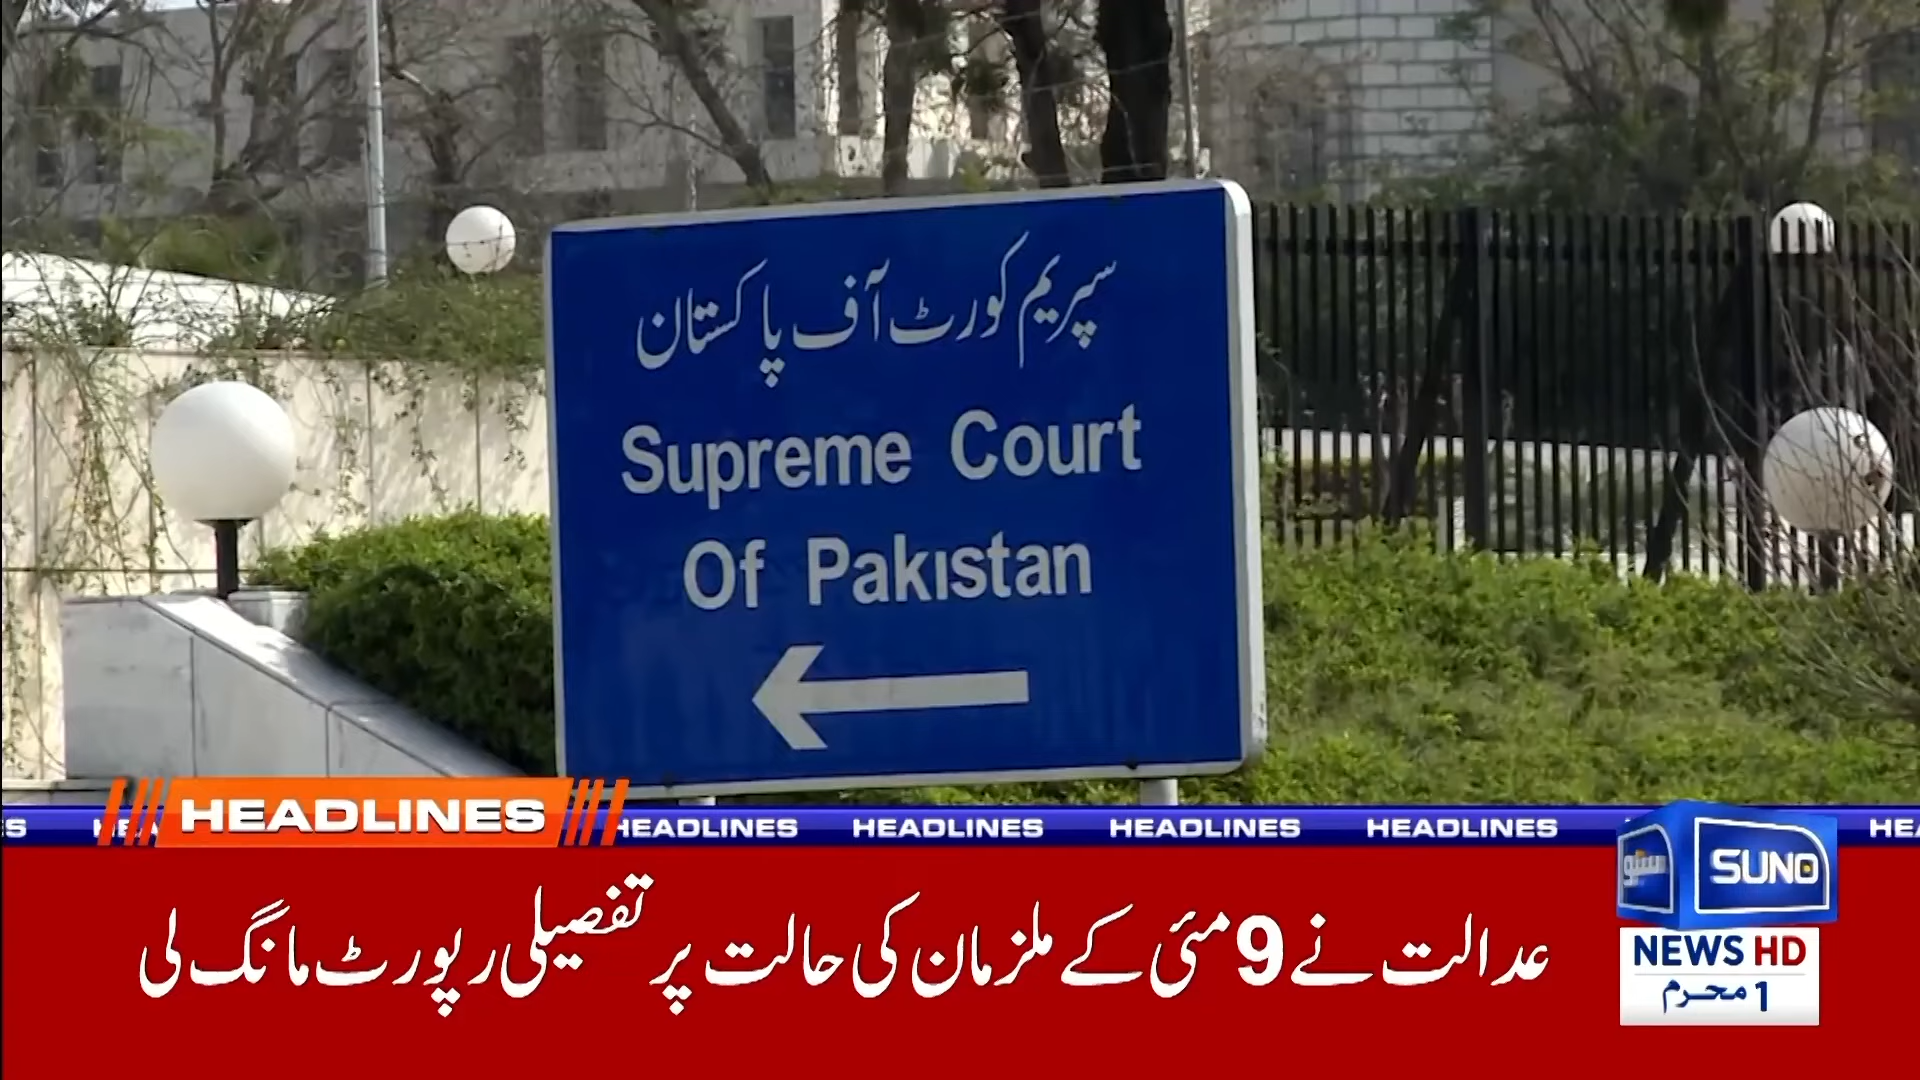 سپریم کورٹ آف پاکستان
Supreme Court
Of Pakistan
HEADLINES
HEADLINES HEADLINES HEADLINES HEADLINES
عدالت نے 9 مئی کے ملزمان کی حالت پر تفصیلی رپورٹ مانگ لی
سنو
SUNO
NEWS HD
1 محرم